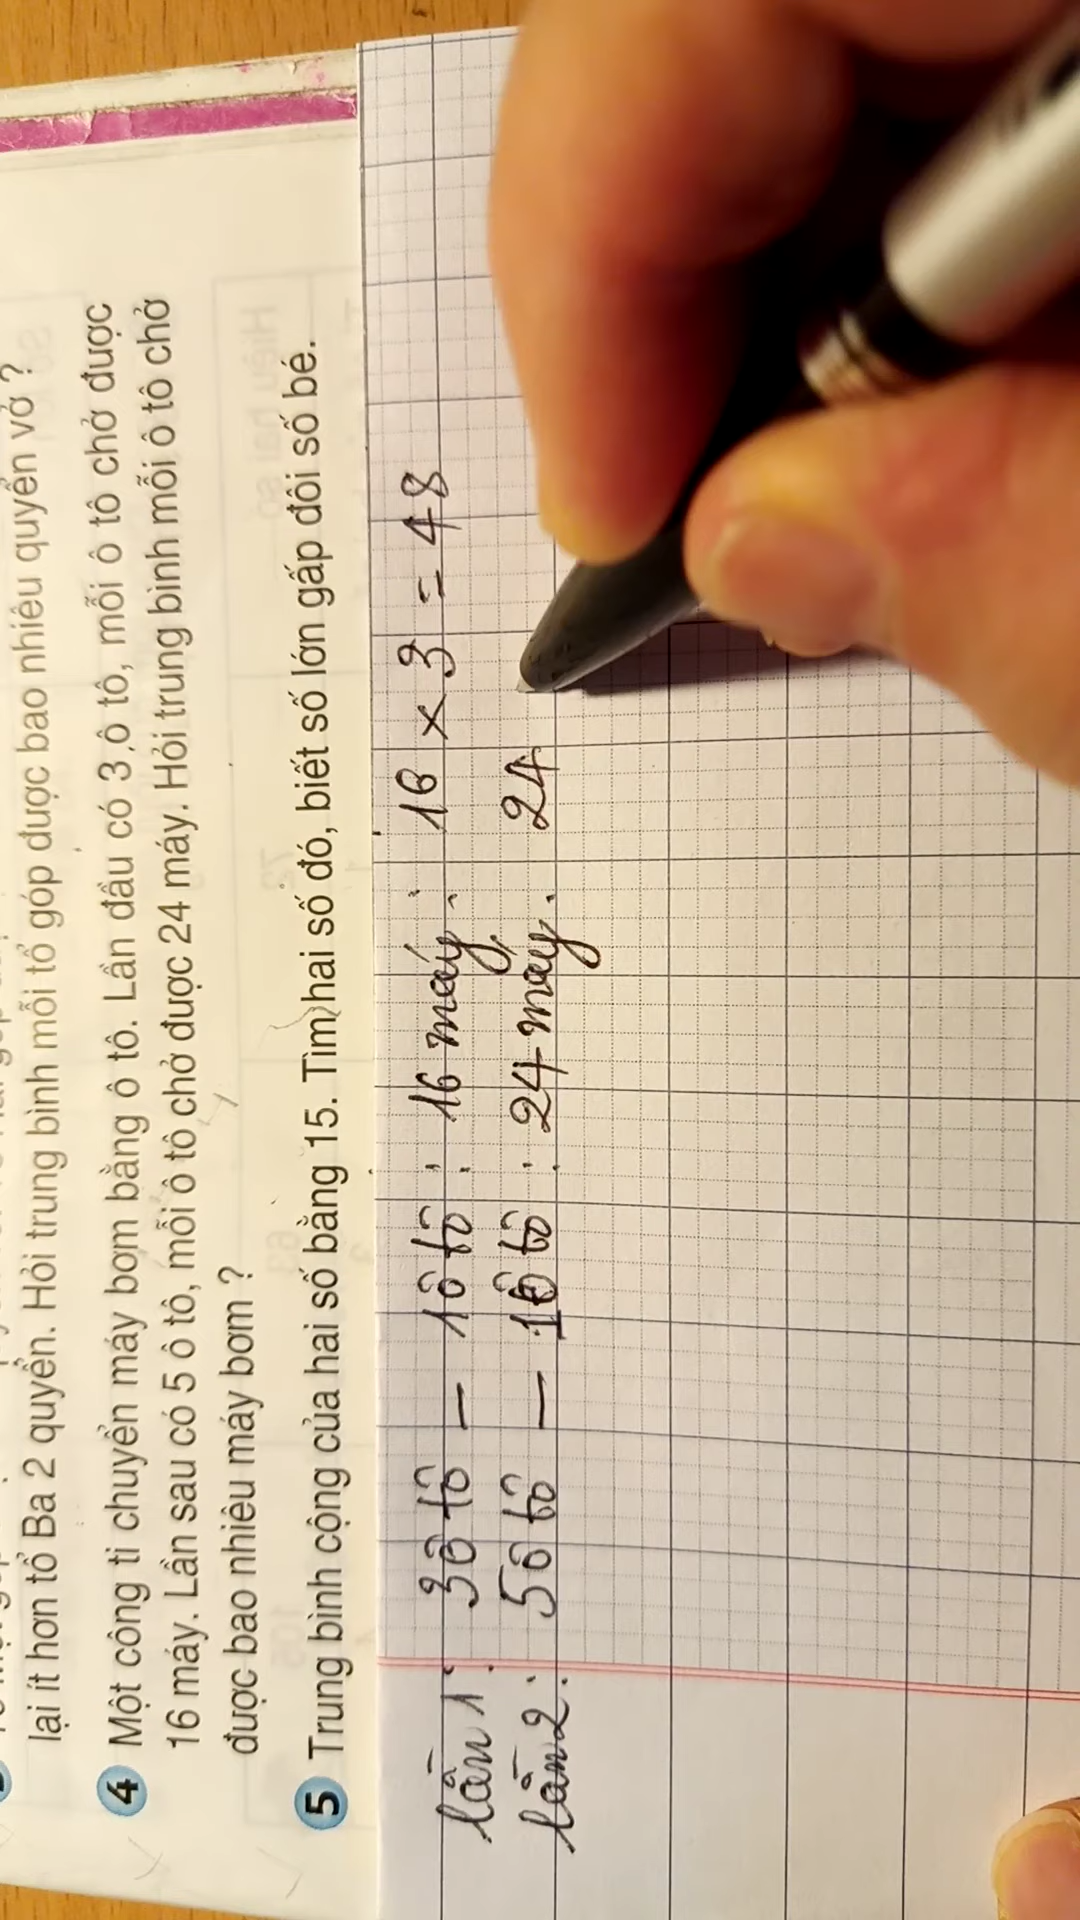 lại ít hơn tổ Ba 2 quyển. Hỏi trung bình mỗi tổ góp được bao nhiêu quyển vở ?
4 Một công ti chuyển máy bơm bằng ô tô. Lần đầu có 3 ô tô, mỗi ô tô chở được
16 máy. Lần sau có 5 ô tô, mỗi ô tô chở được 24 máy. Hỏi trung bình mỗi ô tô chở
được bao nhiêu máy bơm ?
5 Trung bình cộng của hai số bằng 15. Tìm hai số đó, biết số lớn gấp đôi số bé.
lần 1: 3ô tô – 1ô tô : 16 máy: 16 × 3 = 48
lần 2: 5ô tô – 1ô tô : 24 máy. 24